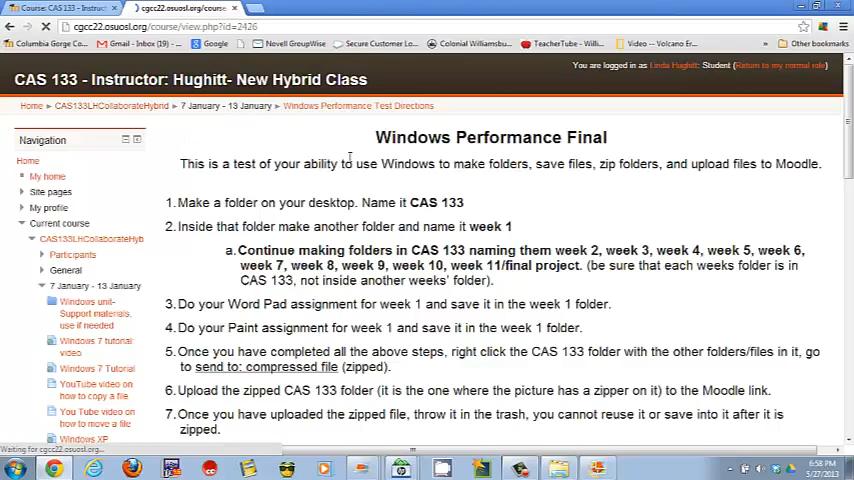 Course: CAS 133 - Instruct
cgcc22.osuosl.org/course/
cgcc22.osuosl.org/course/view.php?id=2426
Columbia Gorge Co...
Gmail - Inbox (19) - ...
Google
Novell GroupWise
Secure Customer Lo...
Colonial Williamsbu...
TeacherTube - Willi...
Video -- Volcano Er...
»
Other bookmarks
CAS 133 - Instructor: Hughitt- New Hybrid Class
You are logged in as Linda Hughitt: Student (Return to my normal role)
Home ► CAS133LHCollaborateHybrid ► 7 January - 13 January ► Windows Performance Test Directions
Navigation
Home
My home
Site pages
My profile
Current course
CAS133LHCollaborateHyb
Participants
General
7 January - 13 January
Windows unit-
Support materials,
use if needed
Windows 7 tutorial
video
Windows 7 Tutorial
YouTube video on
how to copy a file
You Tube video on
how to move a file
Windows XP
Windows Performance Final
This is a test of your ability to use Windows to make folders, save files, zip folders, and upload files to Moodle.
1. Make a folder on your desktop. Name it CAS 133
2. Inside that folder make another folder and name it week 1
a. Continue making folders in CAS 133 naming them week 2, week 3, week 4, week 5, week 6,
week 7, week 8, week 9, week 10, week 11/final project. (be sure that each weeks folder is in
CAS 133, not inside another weeks' folder).
3. Do your Word Pad assignment for week 1 and save it in the week 1 folder.
4. Do your Paint assignment for week 1 and save it in the week 1 folder.
5. Once you have completed all the above steps, right click the CAS 133 folder with the other folders/files in it, go
to send to: compressed file (zipped).
6. Upload the zipped CAS 133 folder (it is the one where the picture has a zipper on it) to the Moodle link.
7. Once you have uploaded the zipped file, throw it in the trash, you cannot reuse it or save into it after it is
zipped.
Waiting for cgcc22.osuosl.org...
6:58 PM
5/27/2013